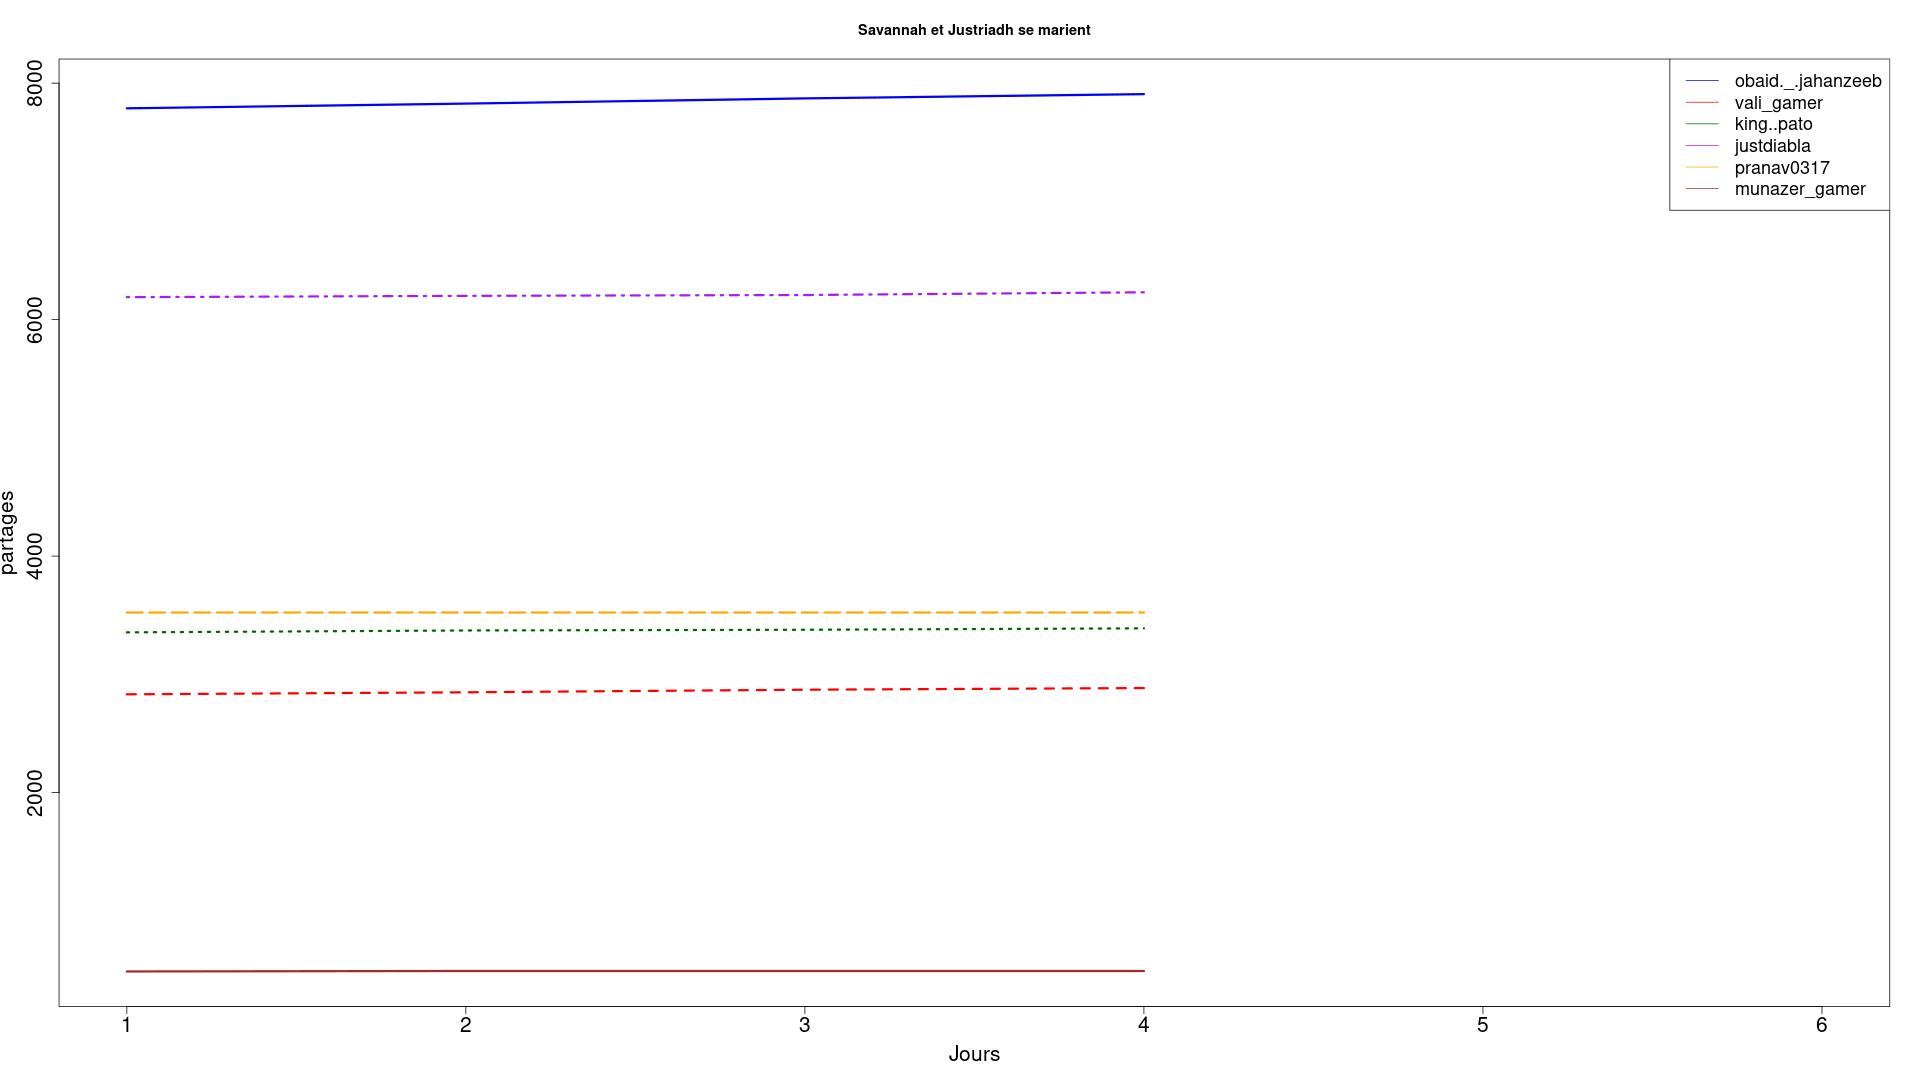 Savannah et Justriadh se marient
8000
6000
4000
2000
partages
obaid._.jahanzeeb
vali_gamer
king..pato
justdiabla
pranav0317
munazer_gamer
1 2 3 4 5 6
Jours